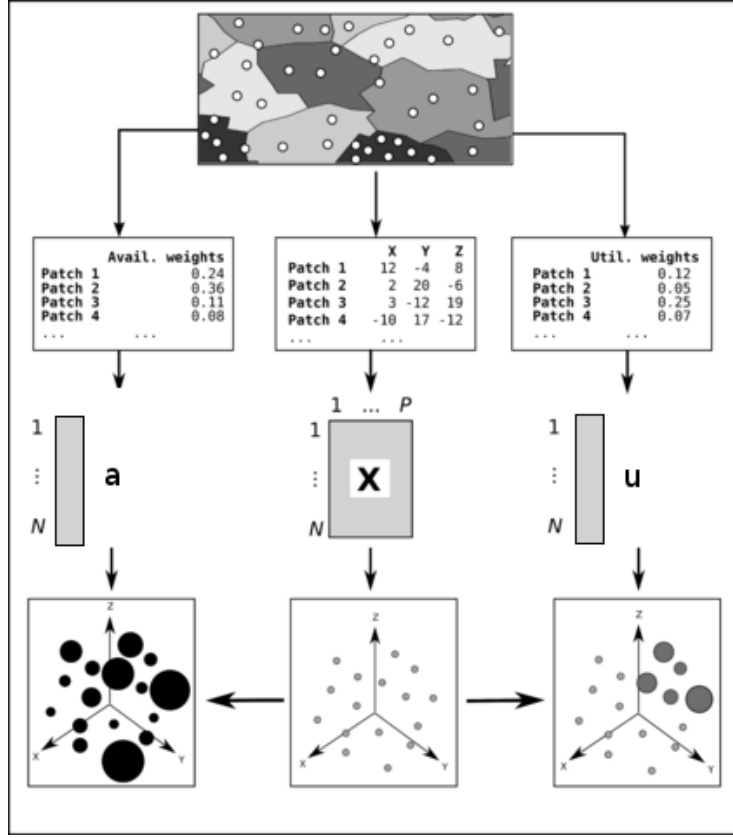 Avail. weights
Patch 1 0.24
Patch 2 0.36
Patch 3 0.11
Patch 4 0.08
... ...
X Y Z
Patch 1 12 -4 8
Patch 2 2 20 -6
Patch 3 3 -12 19
Patch 4 -10 17 -12
... ...
Util. weights
Patch 1 0.12
Patch 2 0.05
Patch 3 0.25
Patch 4 0.07
... ...
1
⋮
N
a
1 ... P
1
⋮
N
X
1
⋮
N
u
Z
X
Y
Z
X
Y
Z
X
Y